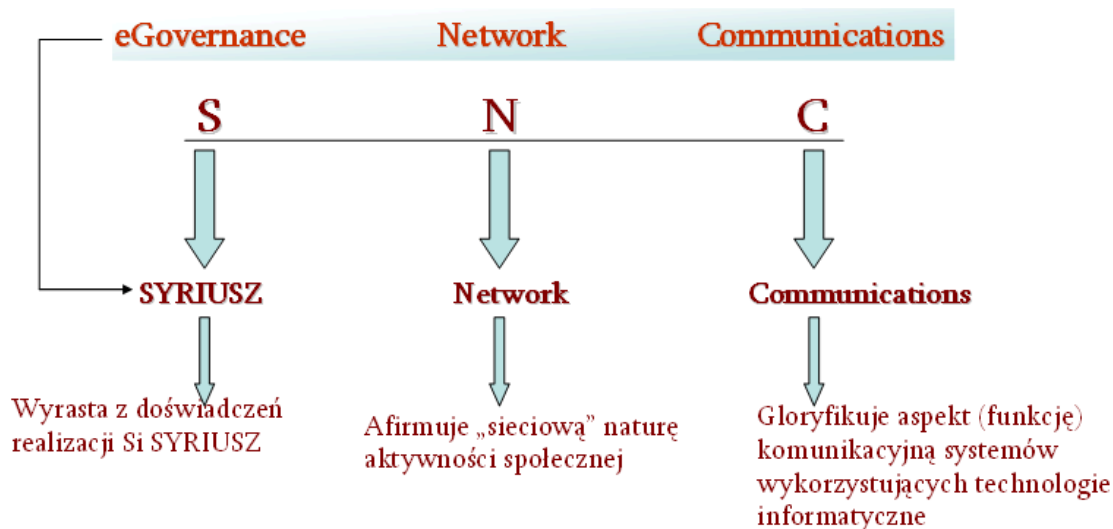 eGovernance Network Communications
S N C
SYRIUSZ Network Communications
Wyrasta z doświadczeń
realizacji Si SYRIUSZ
Afirmuje „sieciową” naturę
aktywności społecznej
Gloryfikuje aspekt (funkcję)
komunikacyjną systemów
wykorzystujących technologie
informatyczne